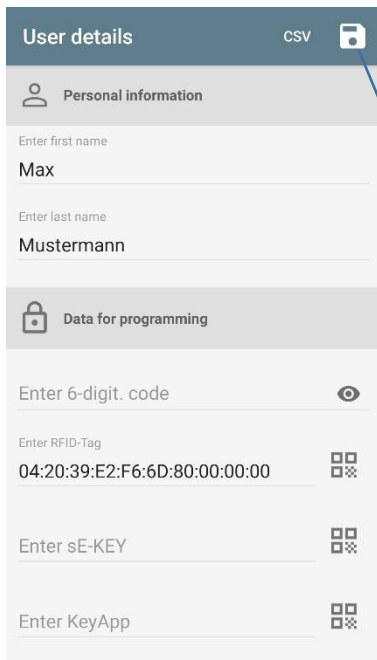 User details CSV
Personal information
Enter first name
Max
Enter last name
Mustermann
Data for programming
Enter 6-digit. code
Enter RFID-Tag
04:20:39:E2:F6:6D:80:00:00:00
Enter sE-KEY
Enter KeyApp